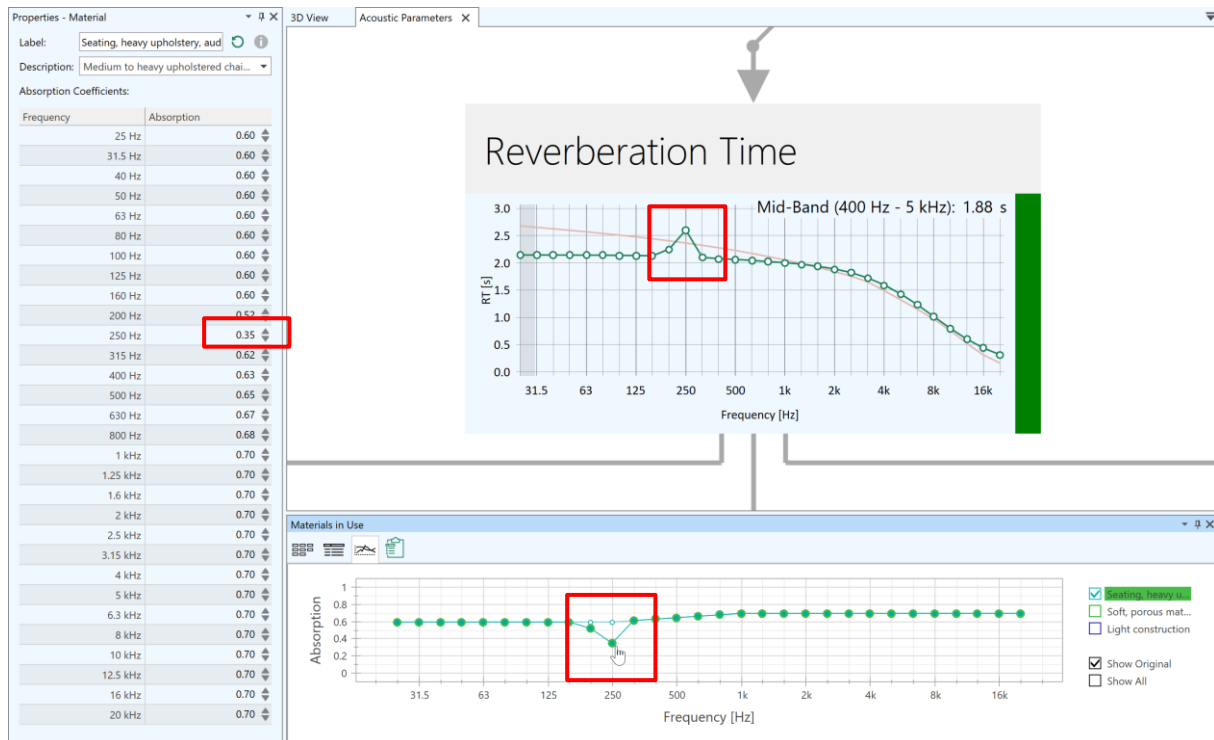 Properties - Material
Label: Seating, heavy upholstery, aud
Description: Medium to heavy upholstered chai...
Absorption Coefficients:
Frequency Absorption
25 Hz 0.60
31.5 Hz 0.60
40 Hz 0.60
50 Hz 0.60
63 Hz 0.60
80 Hz 0.60
100 Hz 0.60
125 Hz 0.60
160 Hz 0.60
200 Hz 0.52
250 Hz 0.35
315 Hz 0.62
400 Hz 0.63
500 Hz 0.65
630 Hz 0.67
800 Hz 0.68
1 kHz 0.70
1.25 kHz 0.70
1.6 kHz 0.70
2 kHz 0.70
2.5 kHz 0.70
3.15 kHz 0.70
4 kHz 0.70
5 kHz 0.70
6.3 kHz 0.70
8 kHz 0.70
10 kHz 0.70
12.5 kHz 0.70
16 kHz 0.70
20 kHz 0.70
3D View Acoustic Parameters
Reverberation Time
Mid-Band (400 Hz - 5 kHz): 1.88 s
RT [s]
3.0
2.5
2.0
1.5
1.0
0.5
0.0
31.5 63 125 250 500 1k 2k 4k 8k 16k
Frequency [Hz]
Materials in Use
Absorption
1
0.8
0.6
0.4
0.2
0
31.5 63 125 250 500 1k 2k 4k 8k 16k
Frequency [Hz]
Seating, heavy u...
Soft, porous mat...
Light construction
Show Original
Show All